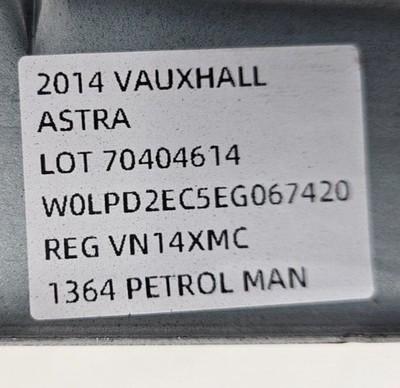 2014 VAUXHALL
ASTRA
LOT 70404614
W0LPD2EC5EG067420
REG VN14XMC
1364 PETROL MAN